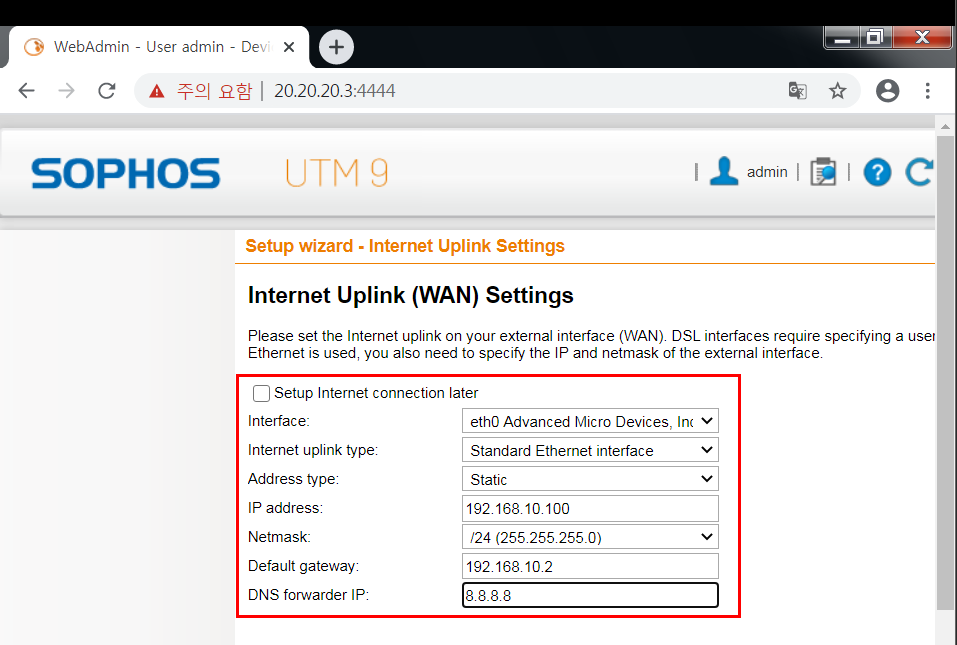 WebAdmin - User admin - Devi
주의 요함 | 20.20.20.3:4444
SOPHOS UTM 9 | admin | |
Setup wizard - Internet Uplink Settings
Internet Uplink (WAN) Settings
Please set the Internet uplink on your external interface (WAN). DSL interfaces require specifying a user
Ethernet is used, you also need to specify the IP and netmask of the external interface.
Setup Internet connection later
Interface: eth0 Advanced Micro Devices, Inc
Internet uplink type: Standard Ethernet interface
Address type: Static
IP address: 192.168.10.100
Netmask: /24 (255.255.255.0)
Default gateway: 192.168.10.2
DNS forwarder IP: 8.8.8.8